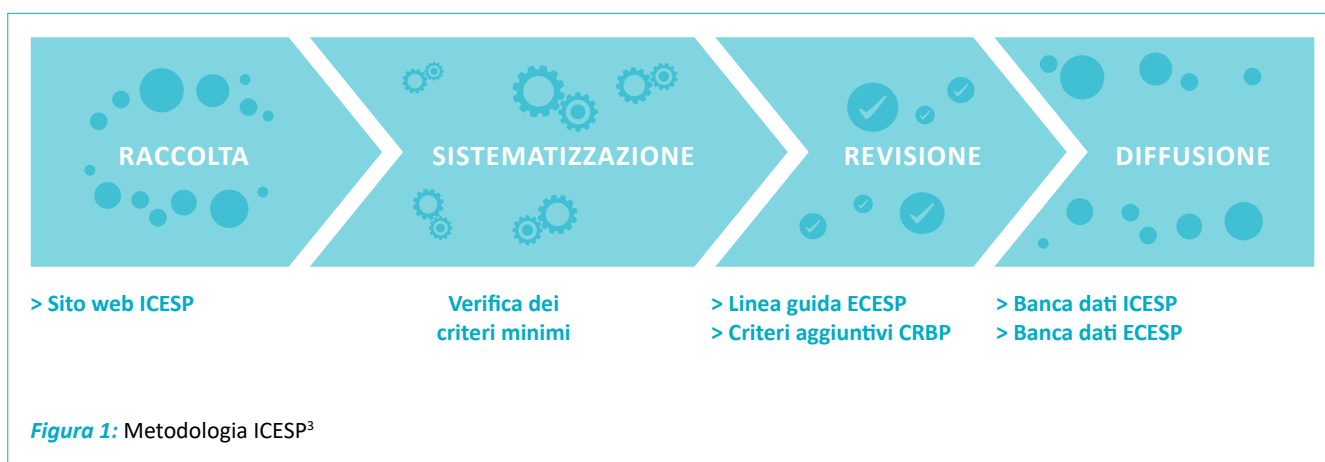 RACCOLTA
SISTEMATIZZAZIONE
REVISIONE
DIFFUSIONE
> Sito web ICESP
Verifica dei
criteri minimi
> Linea guida ECESP
> Criteri aggiuntivi CRBP
> Banca dati ICESP
> Banca dati ECESP
Figura 1: Metodologia ICESP³